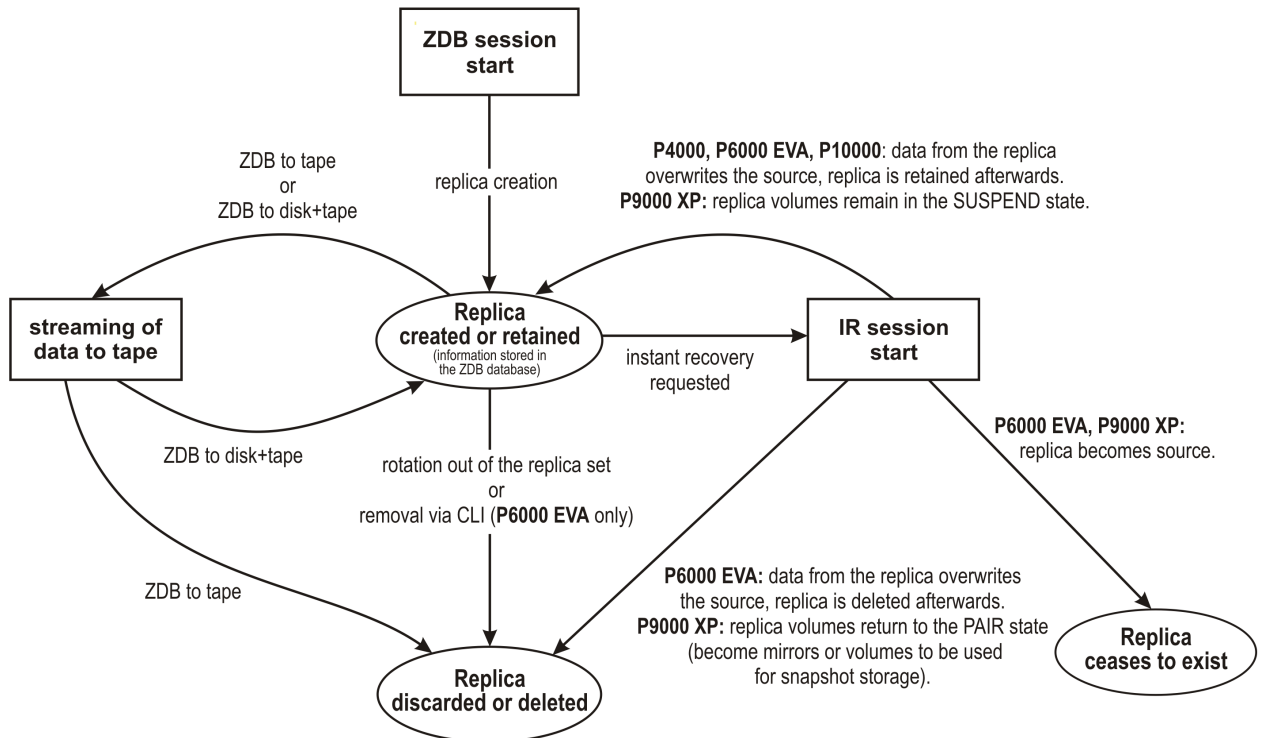 ZDB session
start
ZDB to tape
or
ZDB to disk+tape
replica creation
P4000, P6000 EVA, P10000: data from the replica
overwrites the source, replica is retained afterwards.
P9000 XP: replica volumes remain in the SUSPEND state.
streaming of
data to tape
Replica
created or retained
(information stored in
the ZDB database)
instant recovery
requested
IR session
start
ZDB to disk+tape
rotation out of the replica set
or
removal via CLI (P6000 EVA only)
P6000 EVA, P9000 XP:
replica becomes source.
ZDB to tape
P6000 EVA: data from the replica overwrites
the source, replica is deleted afterwards.
P9000 XP: replica volumes return to the PAIR state
(become mirrors or volumes to be used
for snapshot storage).
Replica
discarded or deleted
Replica
ceases to exist